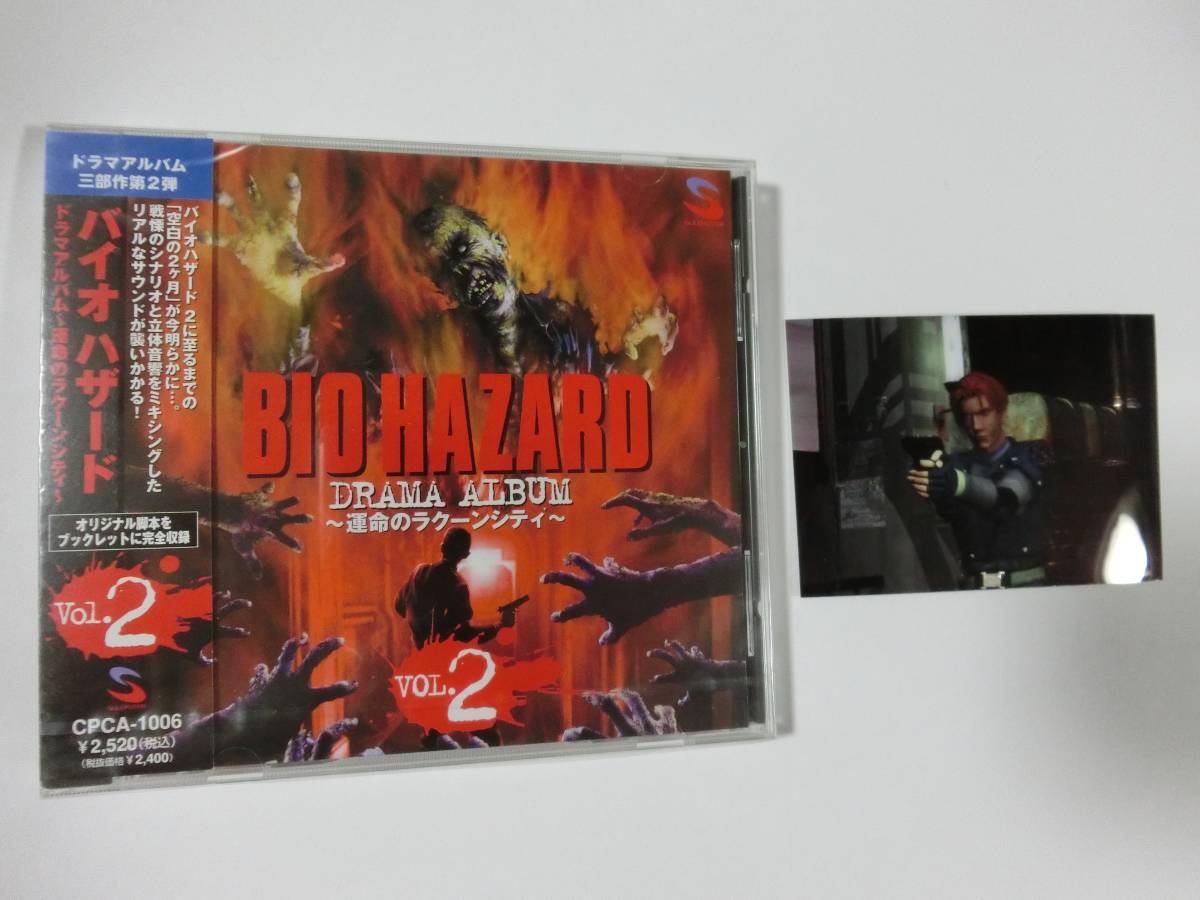 ドラマアルバム
三部作第2弾
バイオハザード
ドラマアルバム〜運命のラクーンシティ〜
バイオハザード 2に至るまでの
「空白の2ヶ月」が今明らかに…。
戦慄のシナリオと立体音響をミキシングした
リアルなサウンドが襲いかかる!
オリジナル脚本を
ブックレットに完全収録
Vol.2
CPCA-1006
¥2,520(税込)
(税抜価格¥2,400)
BIO HAZARD
DRAMA ALBUM
〜運命のラクーンシティ〜
VOL.2